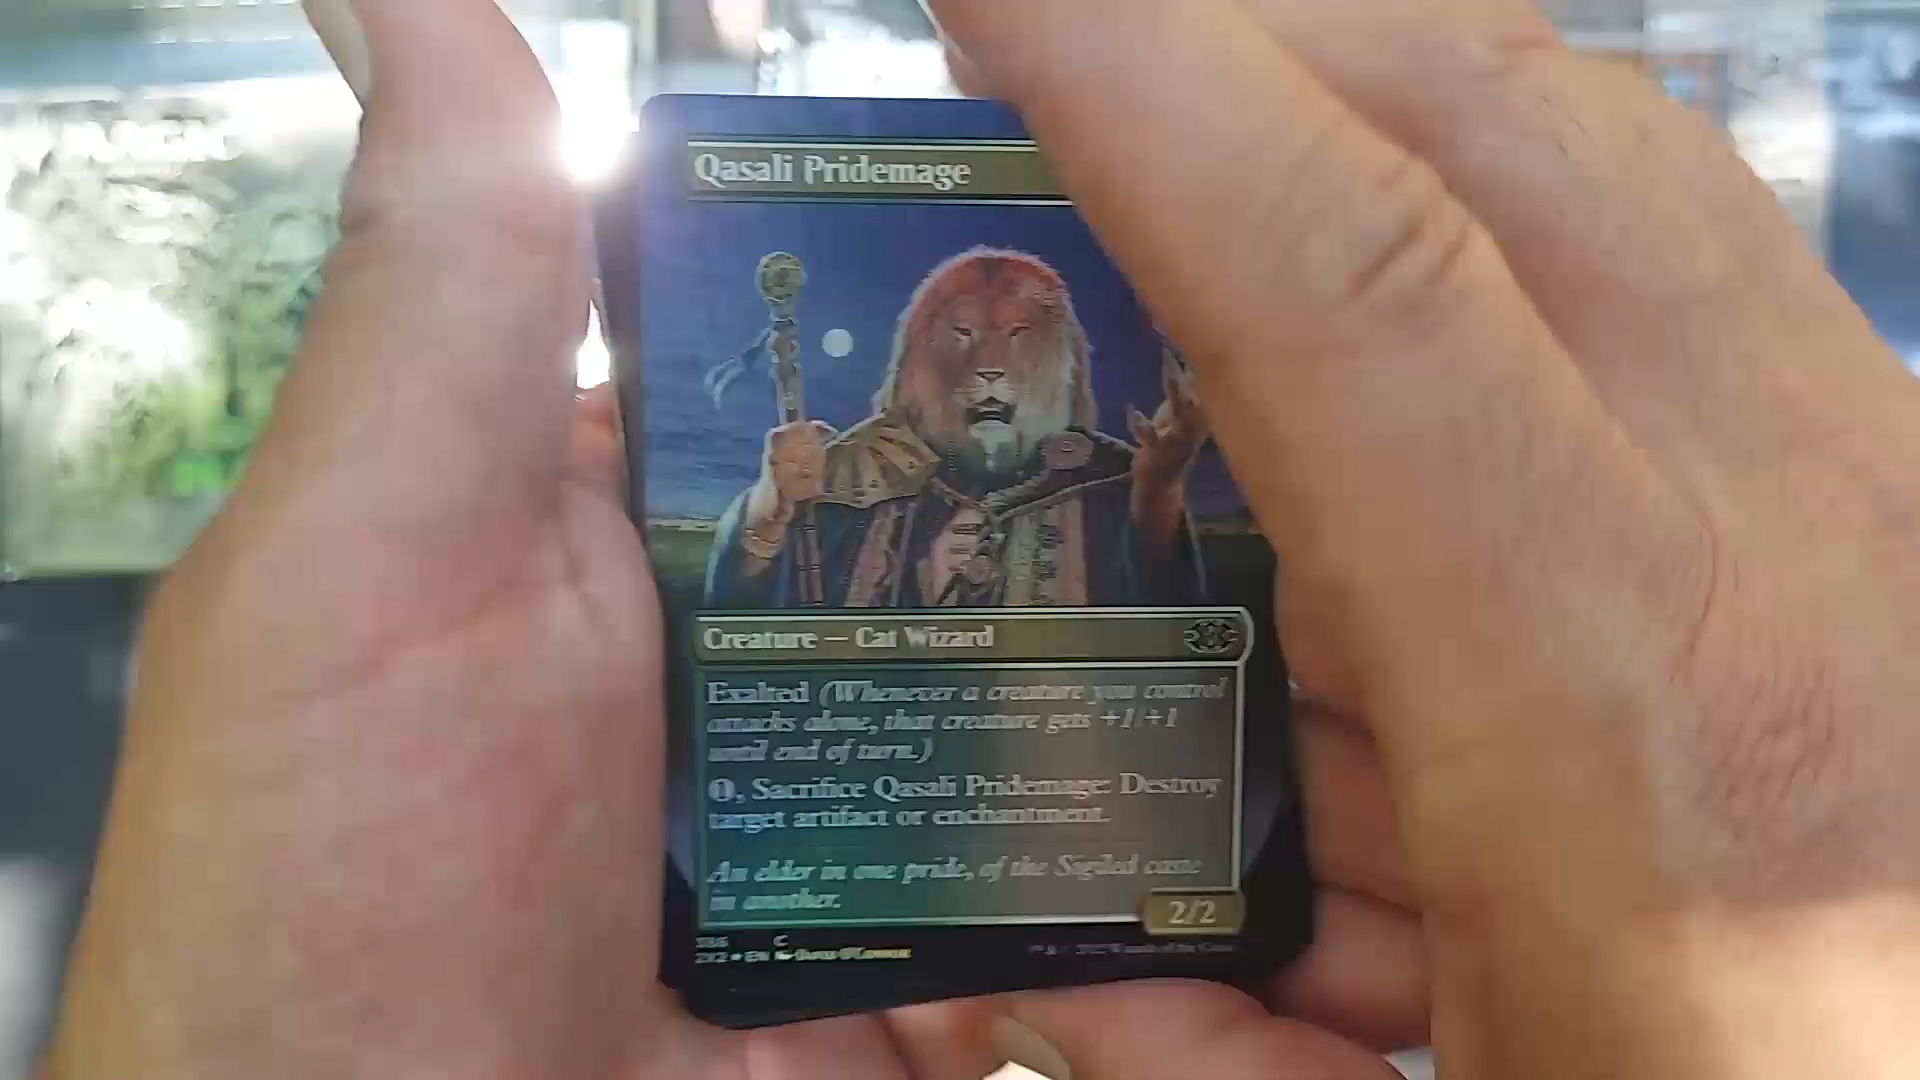 Qasali Pridemage
Creature — Cat Wizard
Exalted (Whenever a creature you control
attacks alone, that creature gets +1/+1
until end of turn.)
1, Sacrifice Qasali Pridemage: Destroy
target artifact or enchantment.
An elder in one pride, of the Sigiled caste
in another.
2/2
C
2X2 • EN